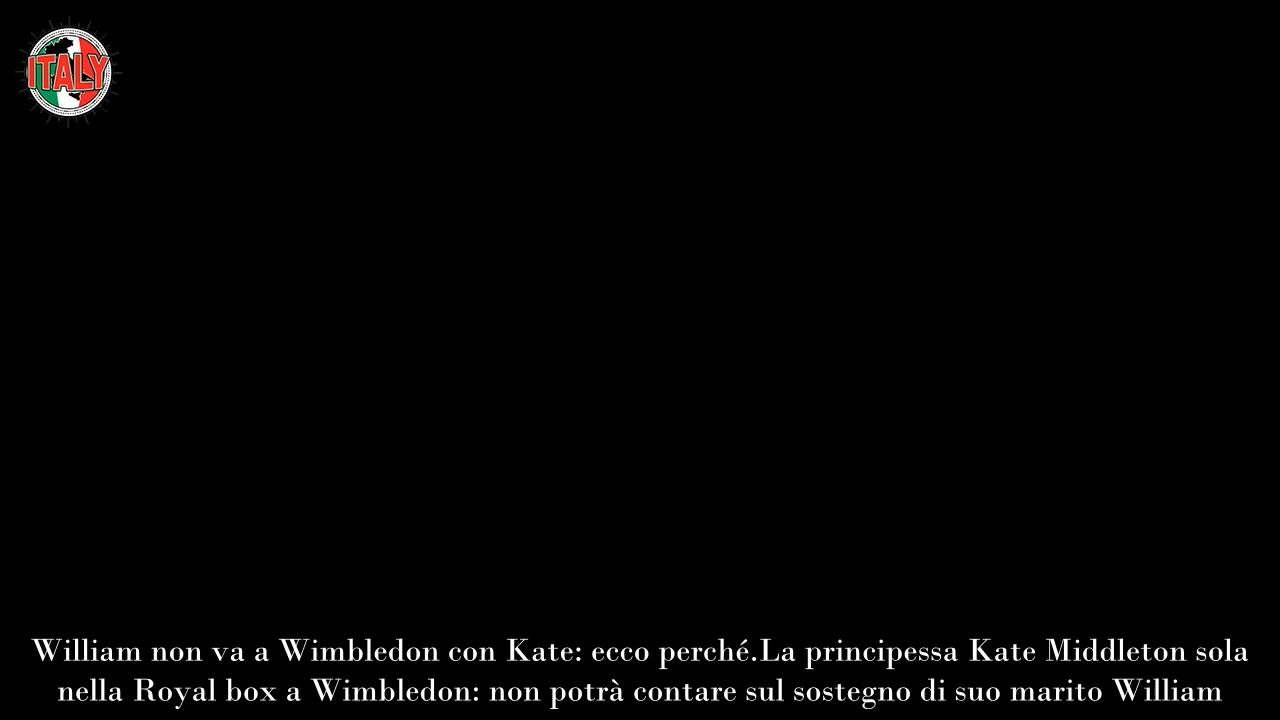 ITALY
William non va a Wimbledon con Kate: ecco perché.La principessa Kate Middleton sola
nella Royal box a Wimbledon: non potrà contare sul sostegno di suo marito William